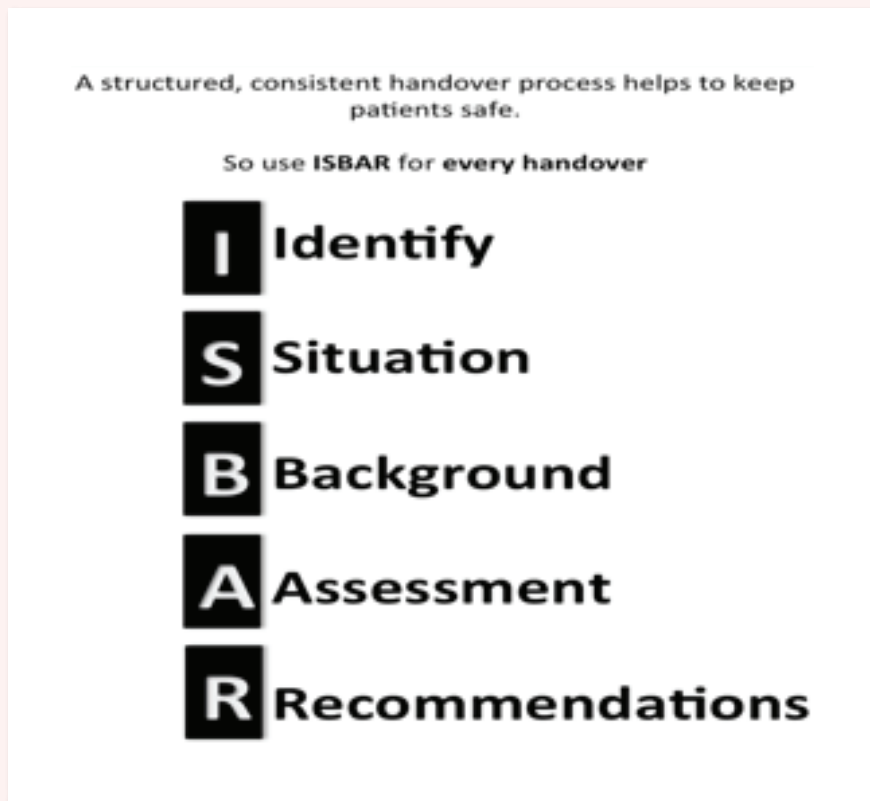 A structured, consistent handover process helps to keep
patients safe.
So use ISBAR for every handover
I Identify
S Situation
B Background
A Assessment
R Recommendations